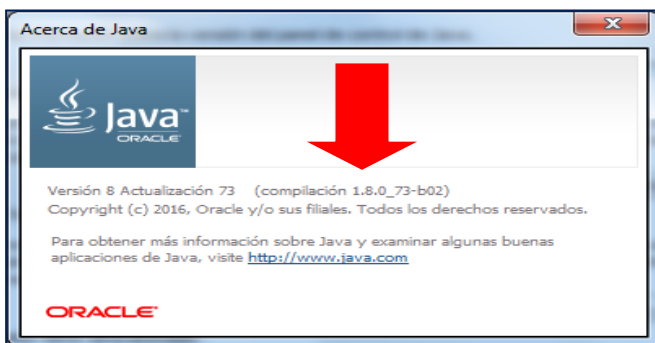 Acerca de Java
Java™
ORACLE
Versión 8 Actualización 73 (compilación 1.8.0_73-b02)
Copyright (c) 2016, Oracle y/o sus filiales. Todos los derechos reservados.
Para obtener más información sobre Java y examinar algunas buenas
aplicaciones de Java, visite http://www.java.com
ORACLE